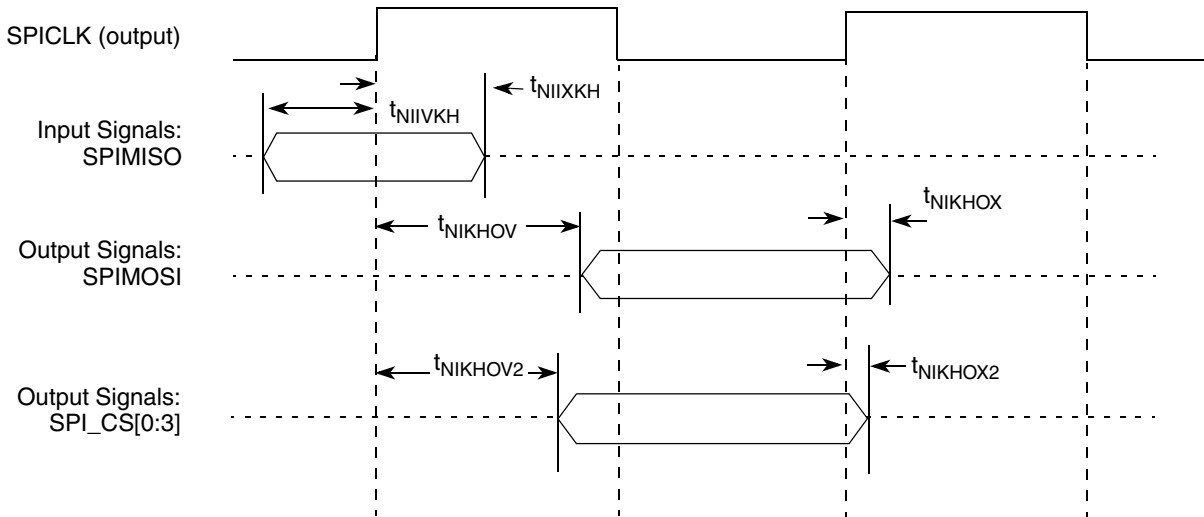 SPICLK (output)
tNIIXKH
tNIIVKH
Input Signals:
SPIMISO
tNIKHOX
tNIKHOV
Output Signals:
SPIMOSI
tNIKHOV2
tNIKHOX2
Output Signals:
SPI_CS[0:3]